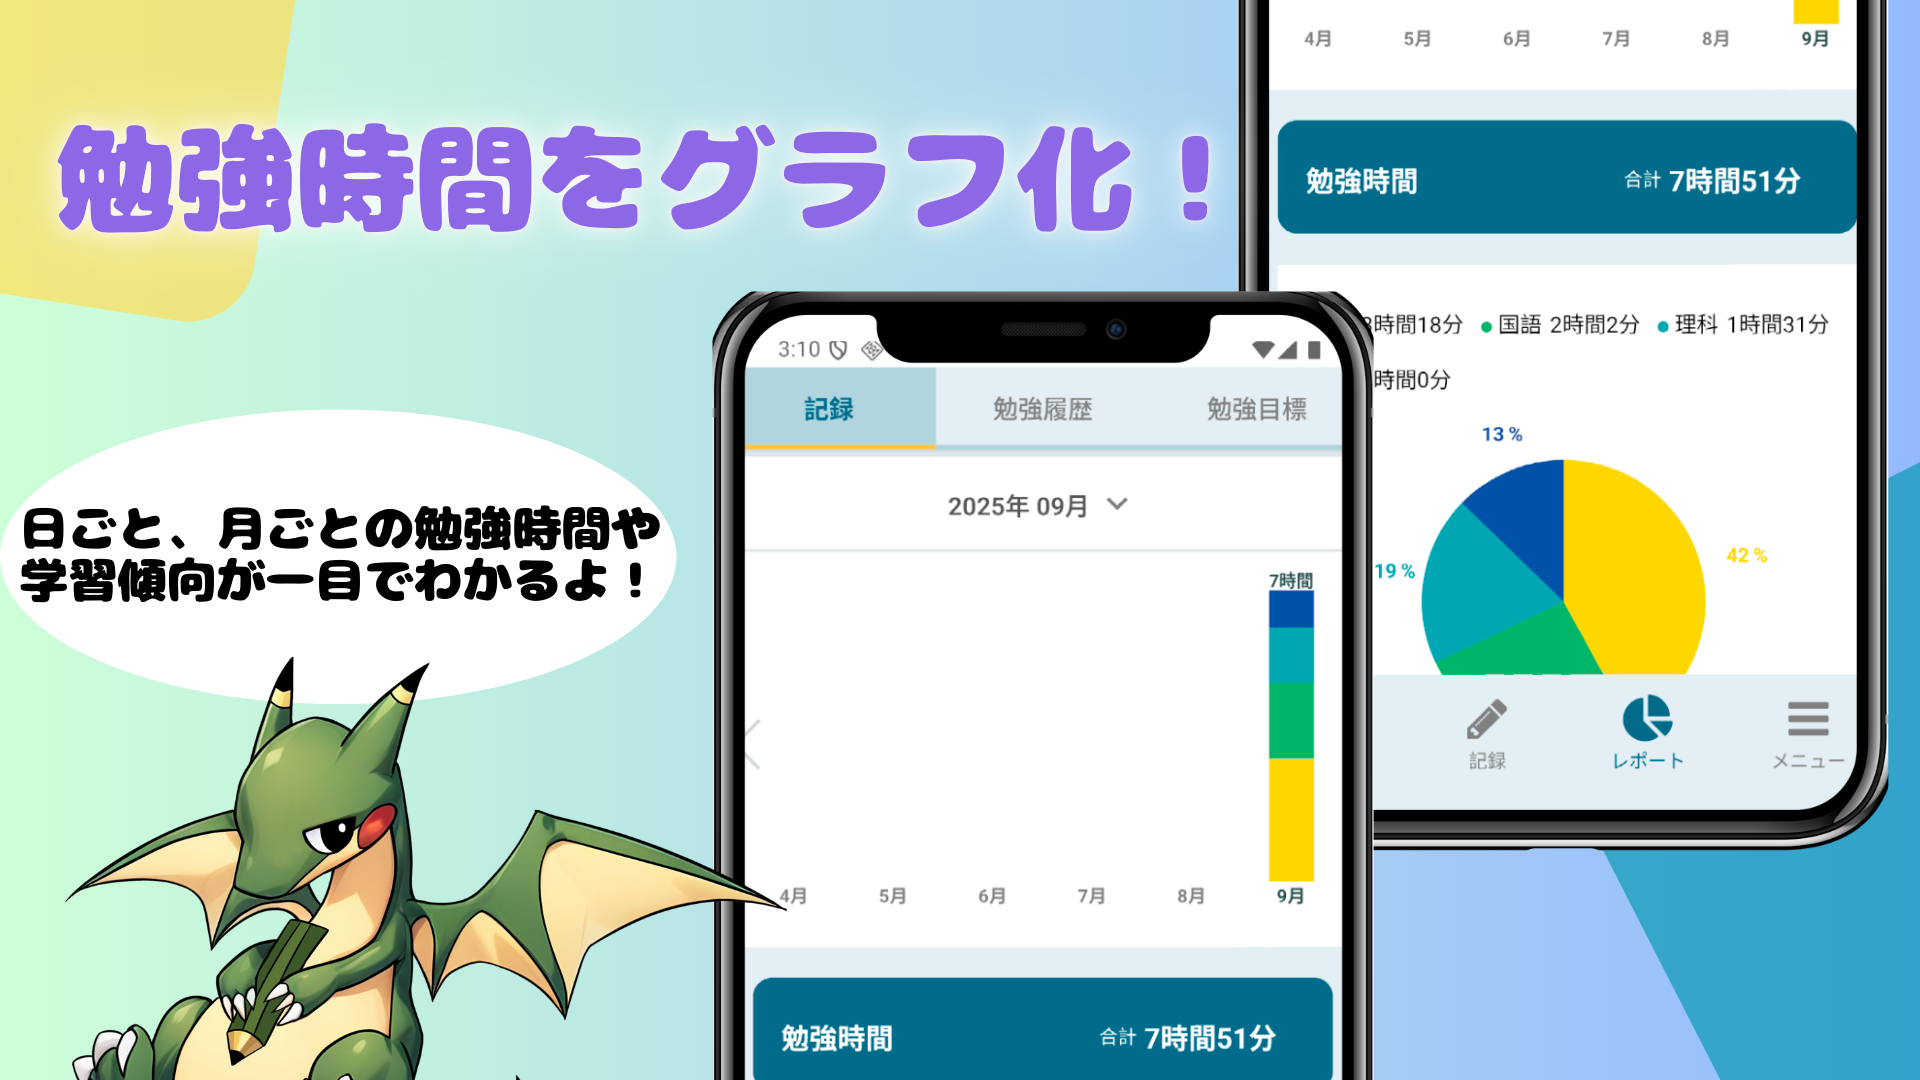 勉強時間をグラフ化！
日ごと、月ごとの勉強時間や
学習傾向が一目でわかるよ！
3:10
記録 勉強履歴 勉強目標
2025年 09月
7時間
4月 5月 6月 7月 8月 9月
勉強時間 合計 7時間51分
4月 5月 6月 7月 8月 9月
勉強時間 合計 7時間51分
時間18分 国語 2時間2分 理科 1時間31分
時間0分
13 %
42 %
19 %
記録 レポート メニュー